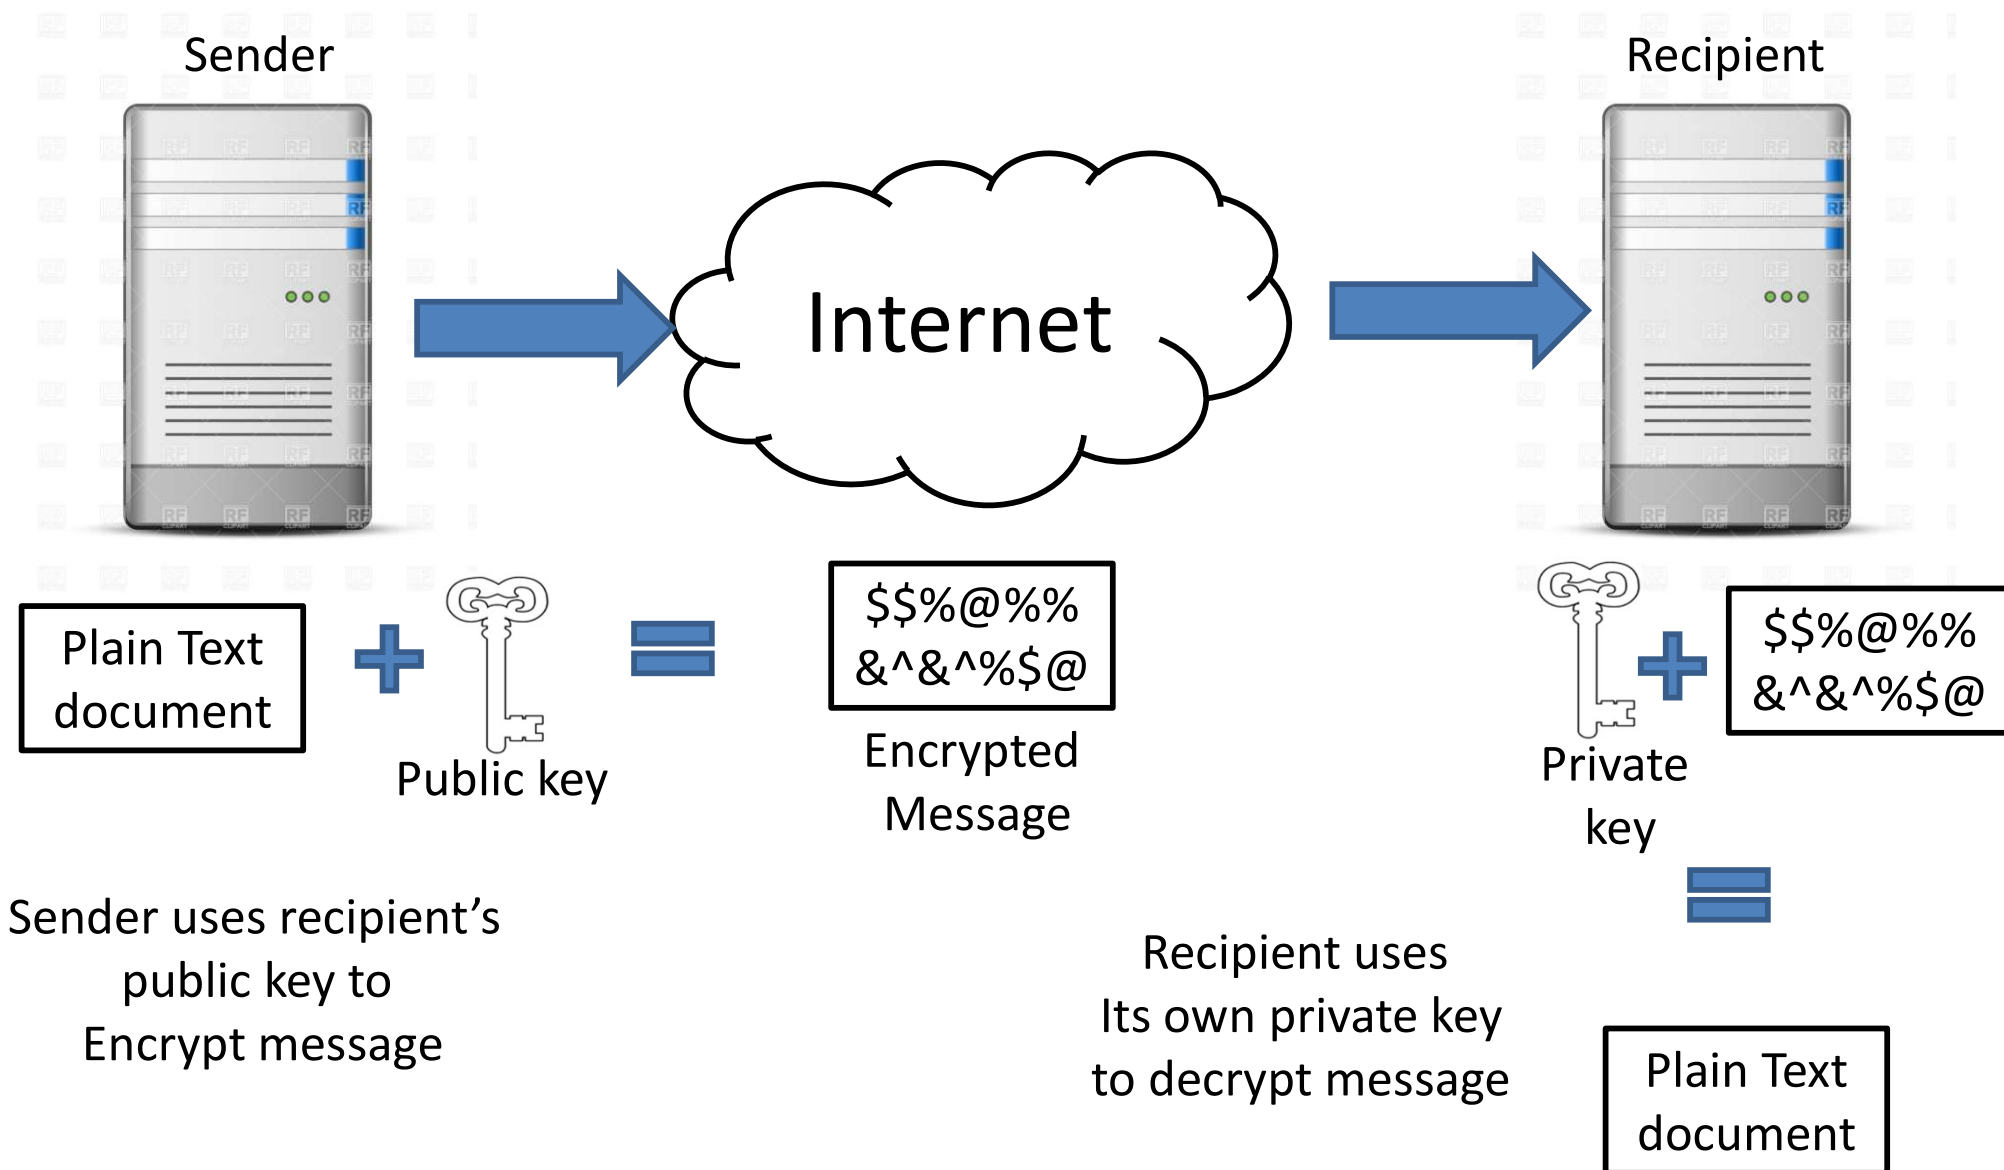 Sender
Recipient
Internet
Plain Text
document
Public key
$$%@%%
&^&^%$@
Encrypted
Message
Private
key
$$%@%%
&^&^%$@
Sender uses recipient's
public key to
Encrypt message
Recipient uses
Its own private key
to decrypt message
Plain Text
document